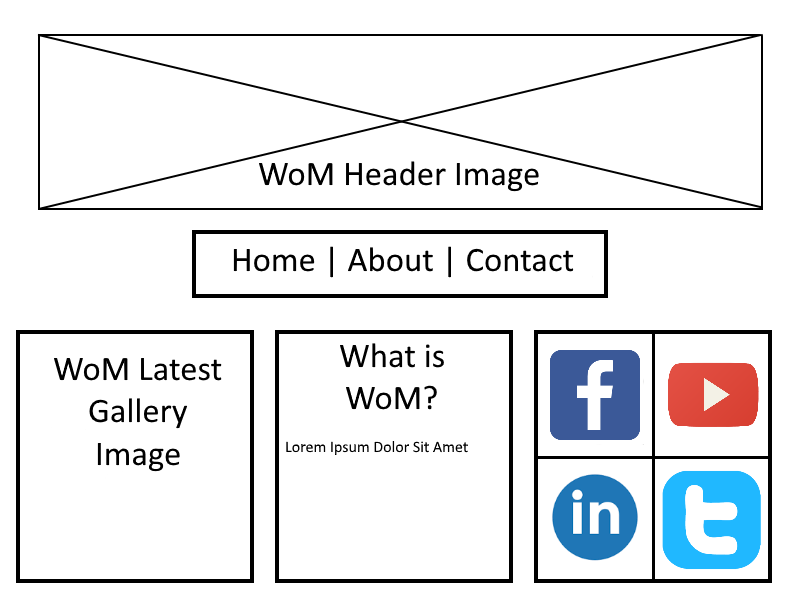 WoM Header Image
Home | About | Contact
WoM Latest
Gallery
Image
What is
WoM?
Lorem Ipsum Dolor Sit Amet
f
in
t